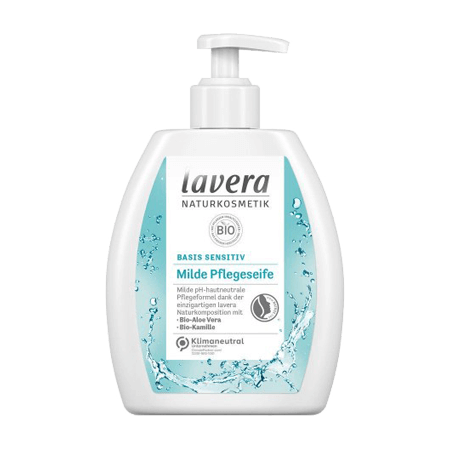 lavera
NATURKOSMETIK
BIO
BASIS SENSITIV
Milde Pflegeseife
Milde pH-hautneutrale
Pflegeformel dank der
einzigartigen lavera
Naturkomposition mit
• Bio-Aloe Vera
• Bio-Kamille
Klimaneutral